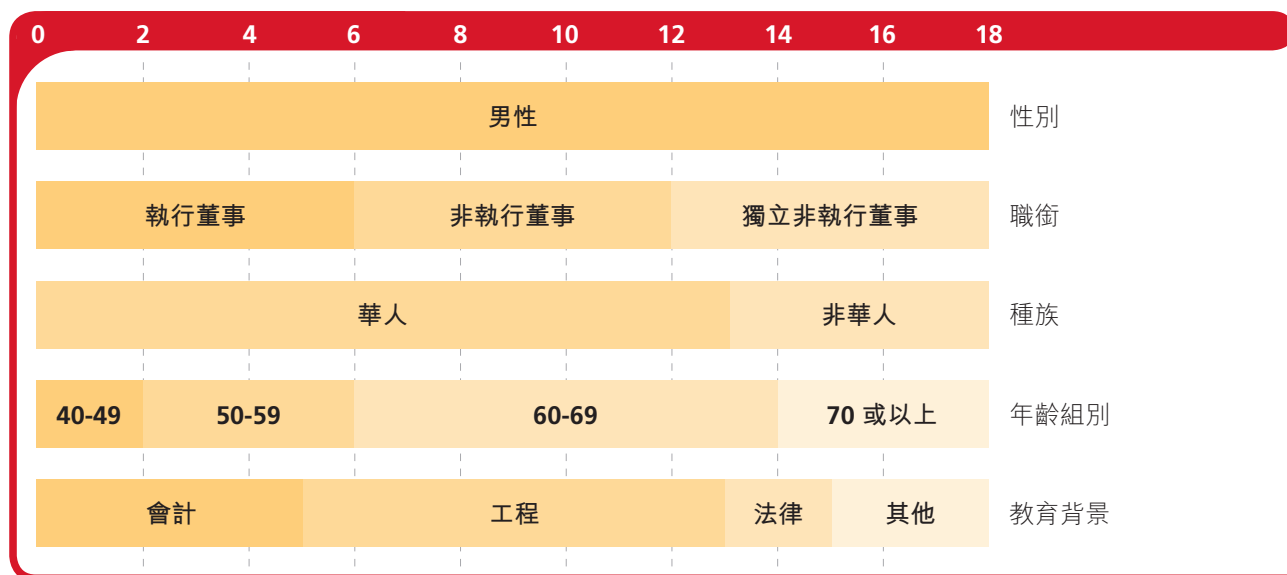 0 2 4 6 8 10 12 14 16 18
男性 性別
執行董事 非執行董事 獨立非執行董事 職銜
華人 非華人 種族
40-49 50-59 60-69 70 或以上 年齡組別
會計 工程 法律 其他 教育背景